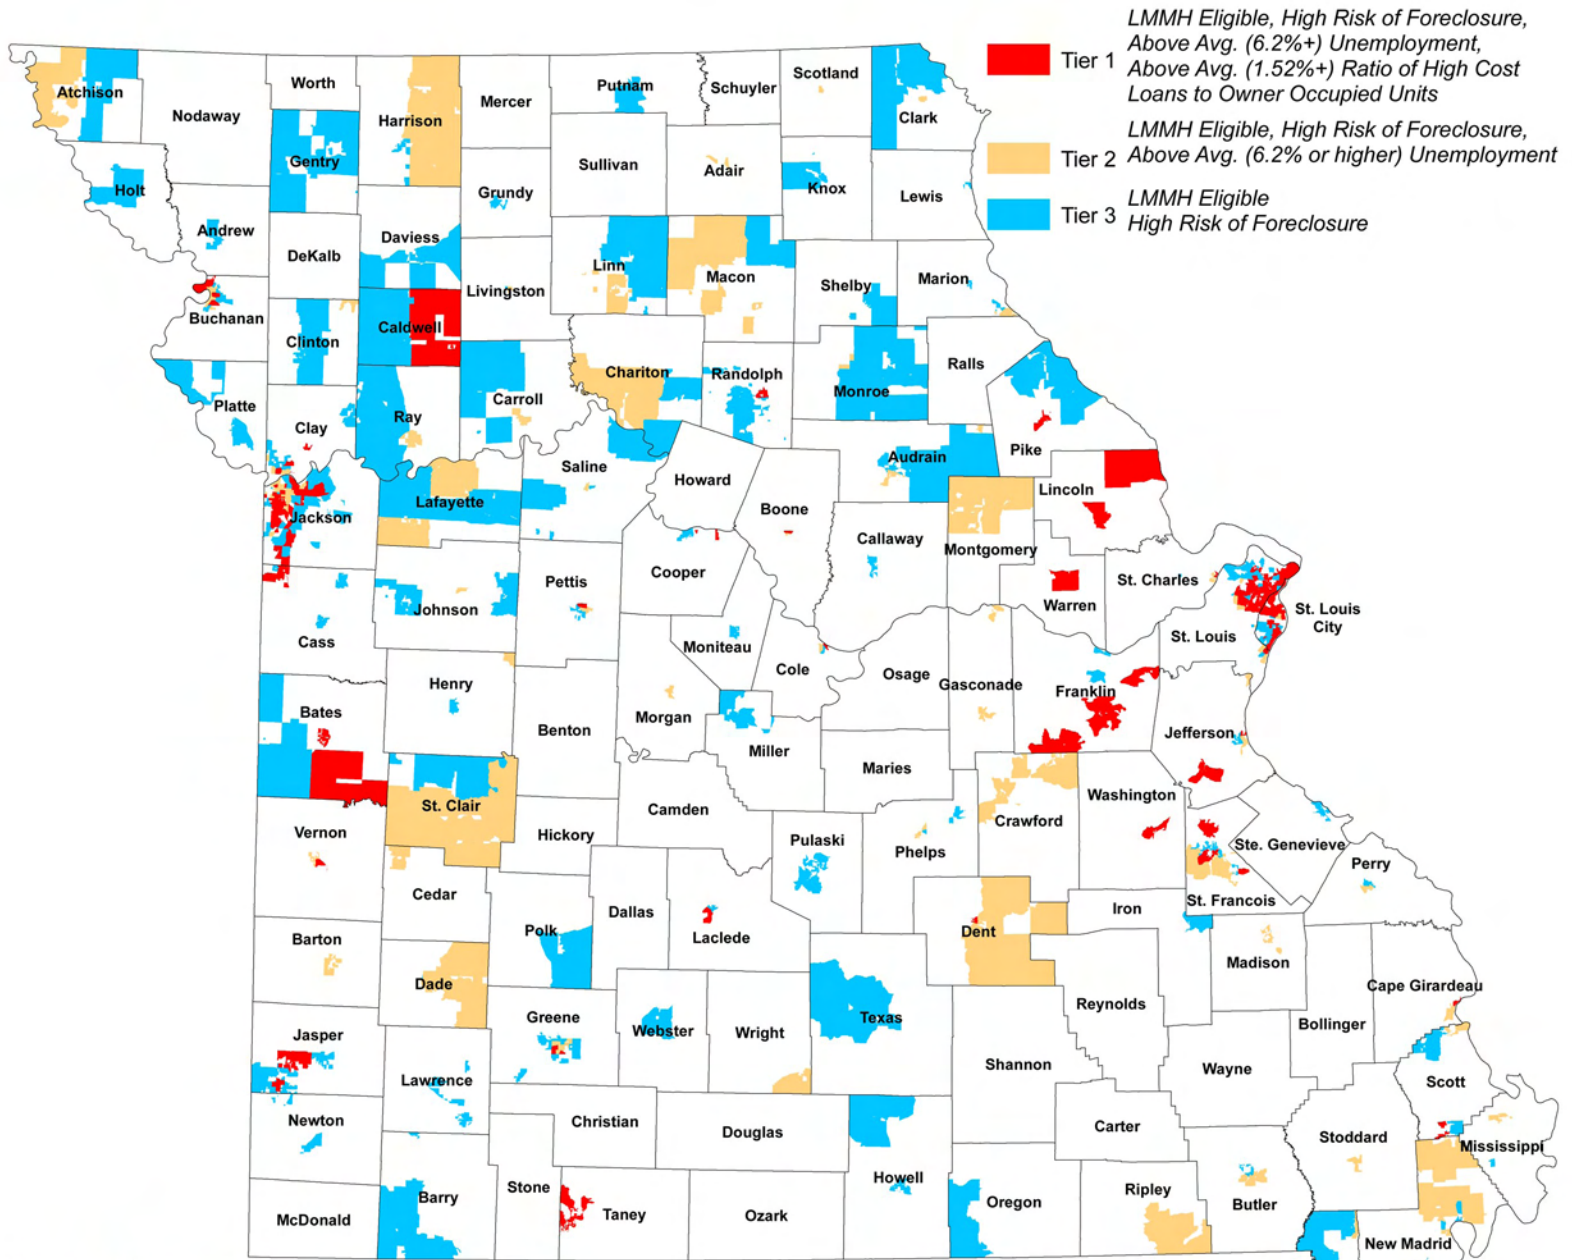 LMMH Eligible, High Risk of Foreclosure,
Tier 1
Above Avg. (6.2%+) Unemployment,
Above Avg. (1.52%+) Ratio of High Cost
Loans to Owner Occupied Units
LMMH Eligible, High Risk of Foreclosure,
Tier 2
Above Avg. (6.2% or higher) Unemployment
LMMH Eligible
Tier 3
High Risk of Foreclosure
Atchison
Nodaway
Worth
Harrison
Mercer
Putnam
Schuyler
Scotland
Clark
Gentry
Holt
Andrew
DeKalb
Daviess
Grundy
Sullivan
Adair
Knox
Lewis
Buchanan
Clinton
Caldwell
Livingston
Linn
Macon
Shelby
Marion
Platte
Clay
Ray
Carroll
Chariton
Randolph
Monroe
Ralls
Pike
Jackson
Lafayette
Saline
Howard
Boone
Audrain
Callaway
Montgomery
Lincoln
Warren
St. Charles
St. Louis
City
St. Louis
Cass
Johnson
Pettis
Cooper
Moniteau
Cole
Osage
Gasconade
Franklin
Jefferson
Bates
Henry
Benton
Morgan
Miller
Maries
Washington
Crawford
Vernon
St. Clair
Hickory
Camden
Pulaski
Phelps
Ste. Genevieve
Perry
St. Francois
Barton
Cedar
Polk
Dallas
Laclede
Dent
Iron
Madison
Cape Girardeau
Bollinger
Reynolds
Jasper
Dade
Greene
Webster
Wright
Texas
Shannon
Wayne
Scott
Newton
Lawrence
Christian
Douglas
Howell
Carter
Stoddard
Mississippi
McDonald
Barry
Stone
Taney
Ozark
Oregon
Ripley
Butler
New Madrid